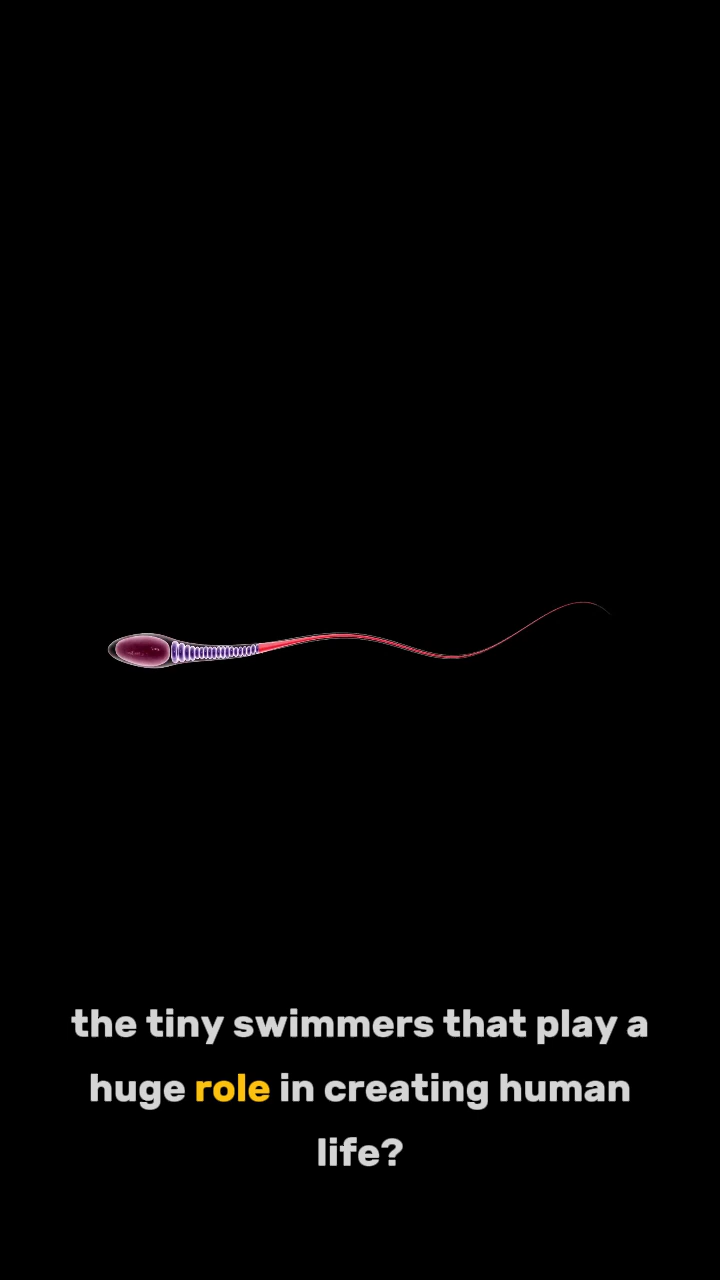 the tiny swimmers that play a
huge role in creating human
life?